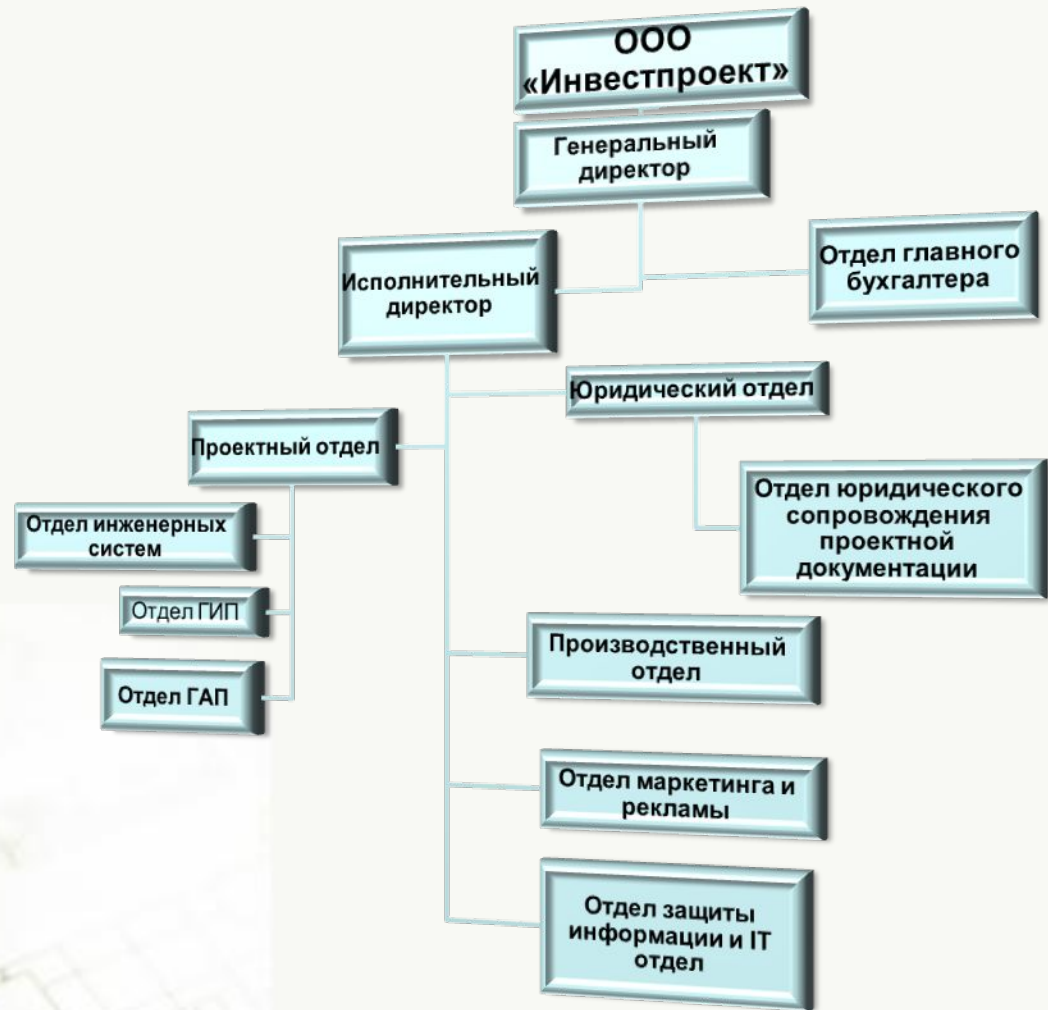 ООО
«Инвестпроект»
Генеральный
директор
Исполнительный
директор
Отдел главного
бухгалтера
Юридический отдел
Проектный отдел
Отдел юридического
сопровождения
проектной
документации
Отдел инженерных
систем
Отдел ГИП
Отдел ГАП
Производственный
отдел
Отдел маркетинга и
рекламы
Отдел защиты
информации и IT
отдел